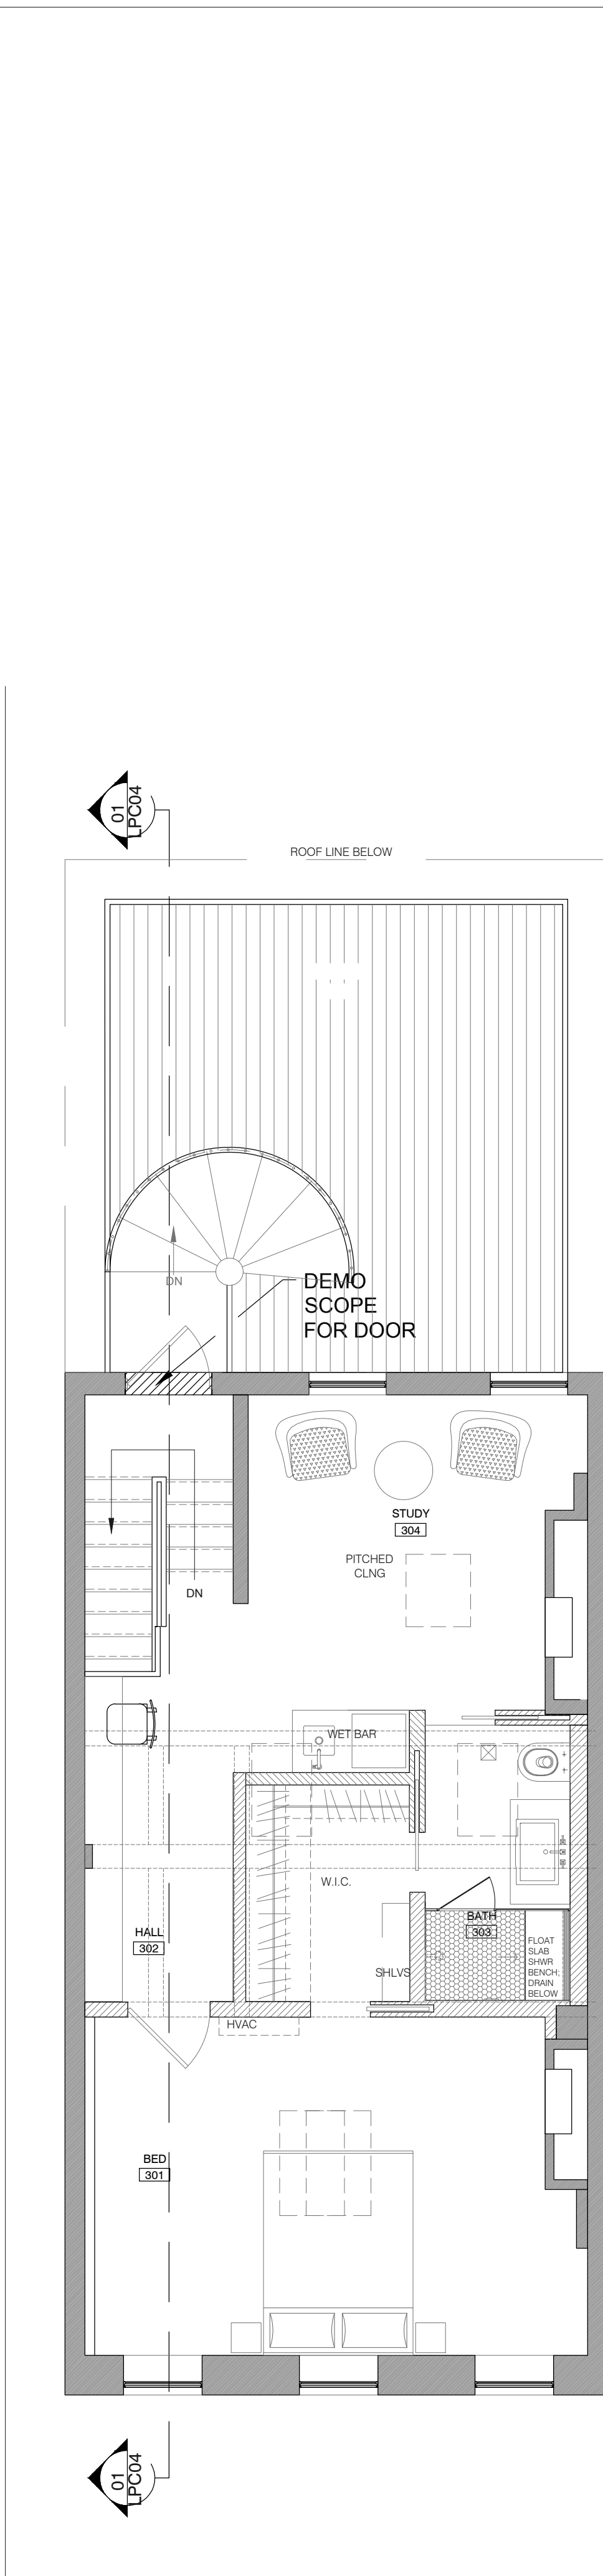 01
LPC04
ROOF LINE BELOW
DN
DEMO
SCOPE
FOR DOOR
STUDY
304
PITCHED
CLNG
DN
WET BAR
W.I.C.
BATH
303
HALL
302
FLOAT
SLAB
SHWR
BENCH;
DRAIN
BELOW
SHLVS
HVAC
BED
301
01
LPC04